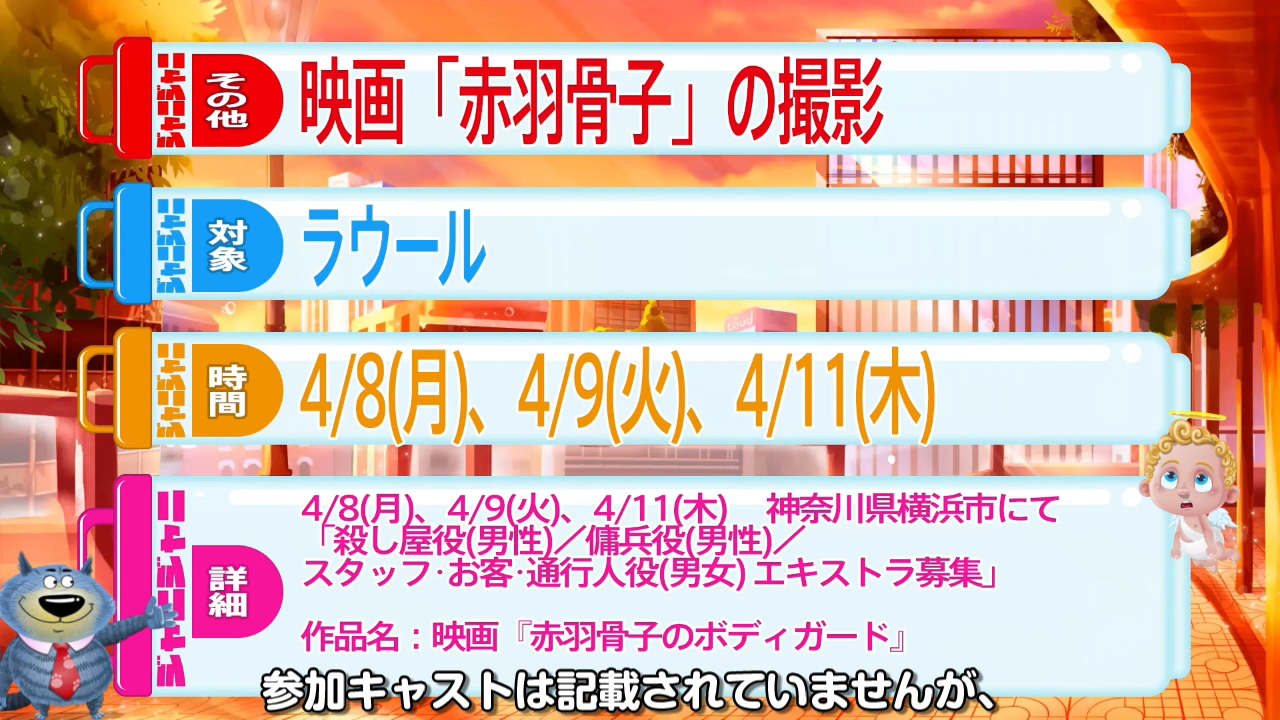 その他
映画「赤羽骨子」の撮影
対象
ラウール
時間
4/8(月)、4/9(火)、4/11(木)
詳細
4/8(月)、4/9(火)、4/11(木)　神奈川県横浜市にて
「殺し屋役(男性)／傭兵役(男性)／
スタッフ･お客･通行人役(男女) エキストラ募集」
作品名：映画『赤羽骨子のボディガード』
参加キャストは記載されていませんが、